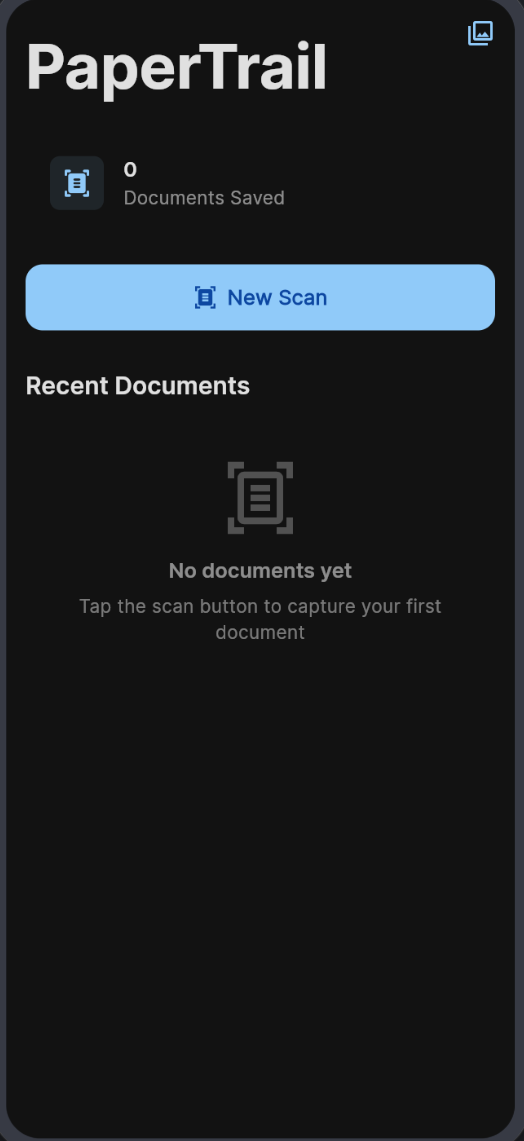 PaperTrail
0
Documents Saved
New Scan
Recent Documents
No documents yet
Tap the scan button to capture your first
document